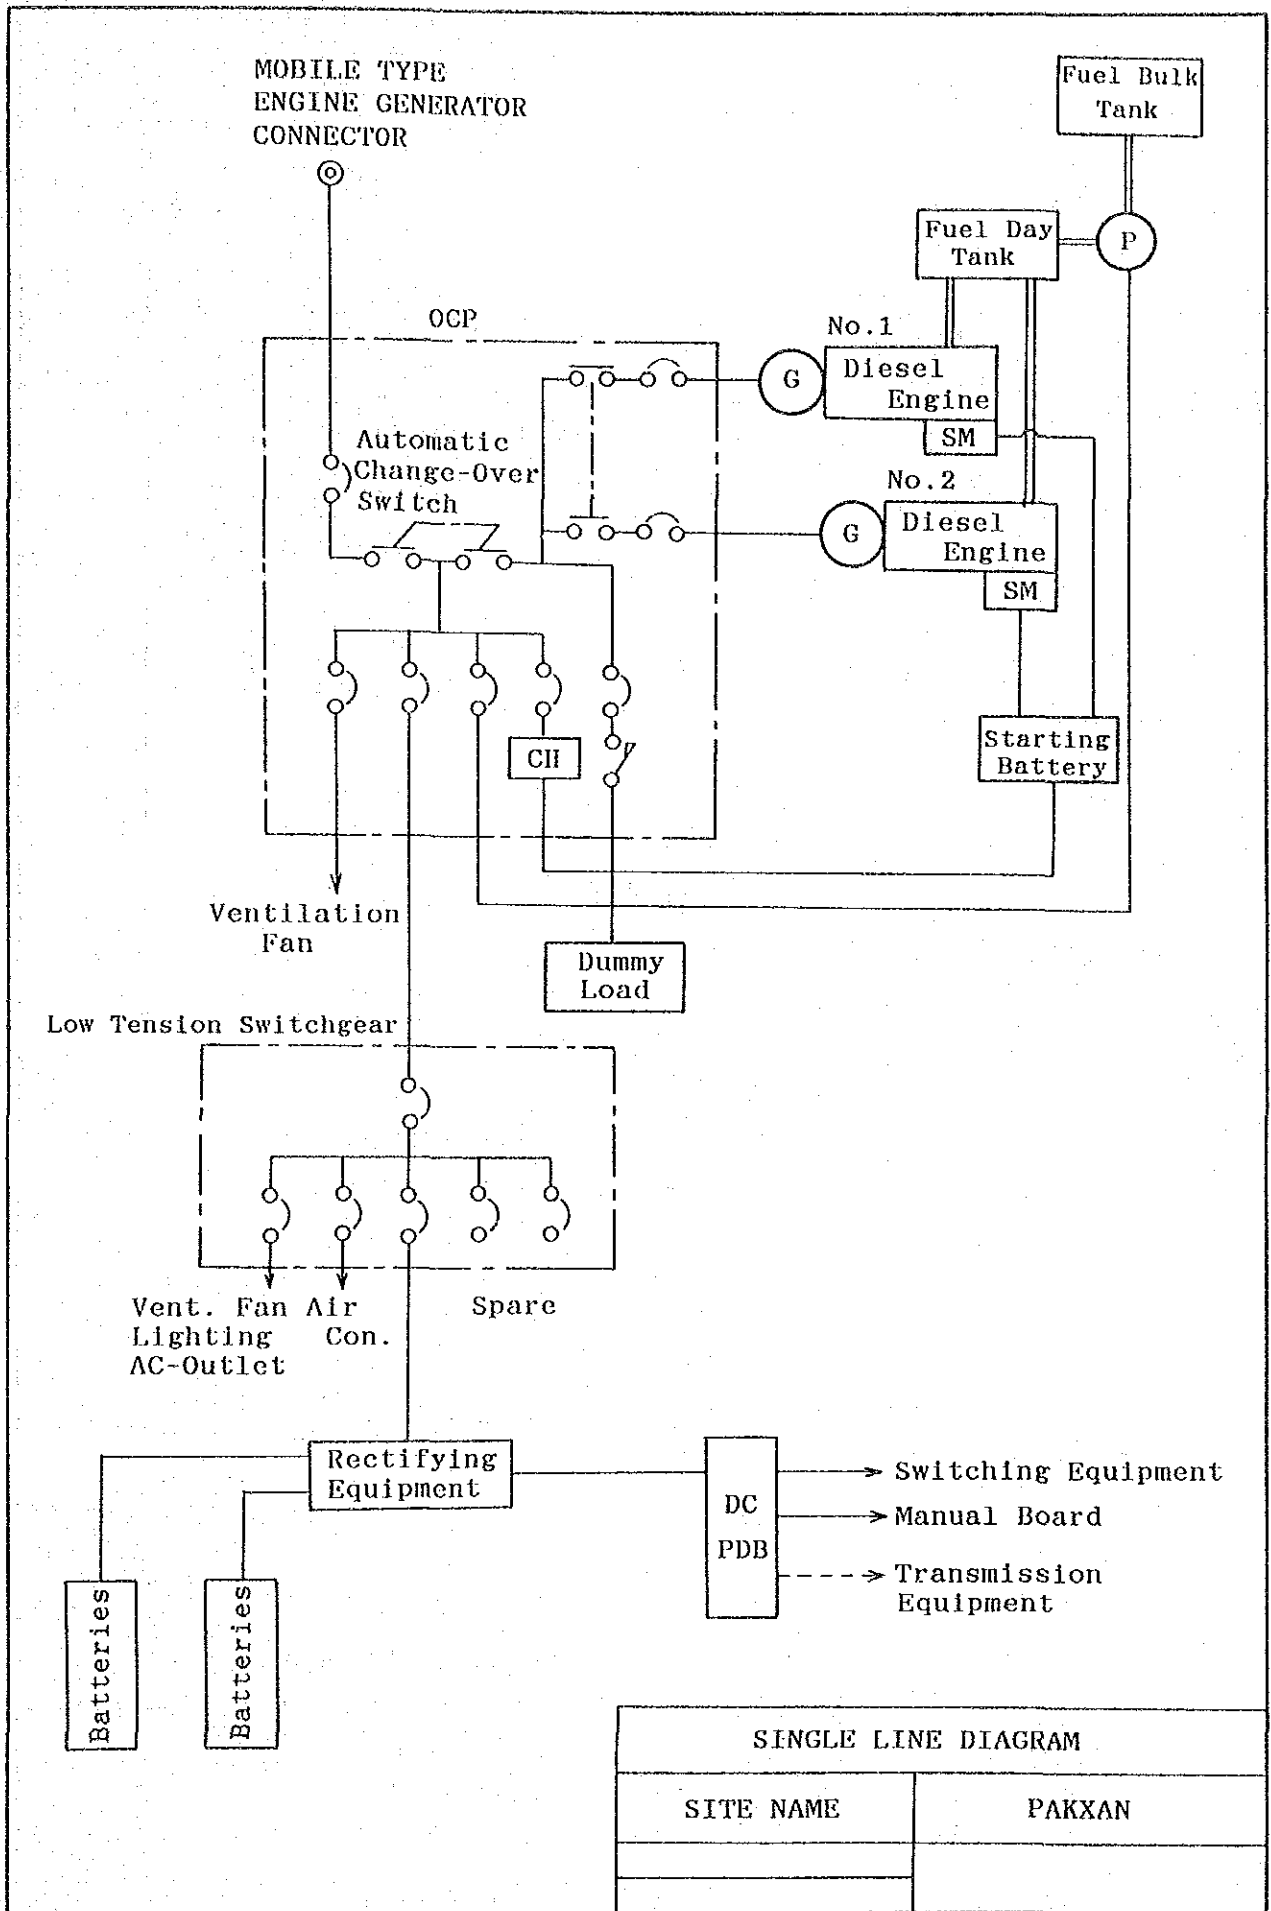 MOBILE TYPE
ENGINE GENERATOR
CONNECTOR
Fuel Bulk
Tank
Fuel Day
Tank
P
OCP
No.1
G
Diesel
Engine
SM
Automatic
Change-Over
Switch
No.2
G
Diesel
Engine
SM
CH
Starting
Battery
Ventilation
Fan
Dummy
Load
Low Tension Switchgear
Vent. Fan Air
Lighting Con.
AC-Outlet
Spare
Rectifying
Equipment
DC
PDB
Switching Equipment
Manual Board
Transmission
Equipment
Batteries
Batteries
SINGLE LINE DIAGRAM
SITE NAME
PAKXAN